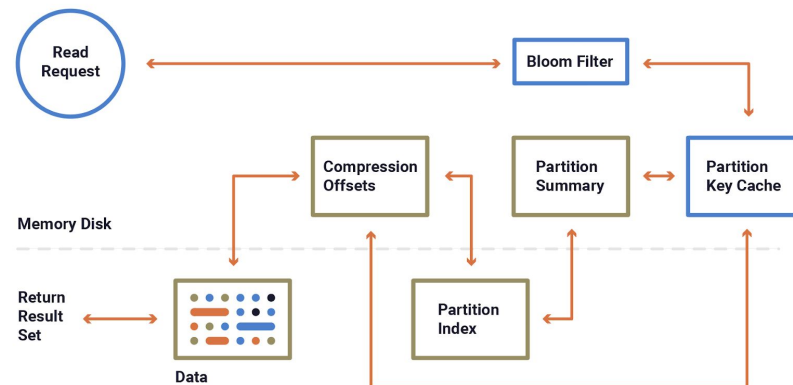 Read
Request
Bloom Filter
Compression
Offsets
Partition
Summary
Partition
Key Cache
Memory Disk
Return
Result
Set
Partition
Index
Data